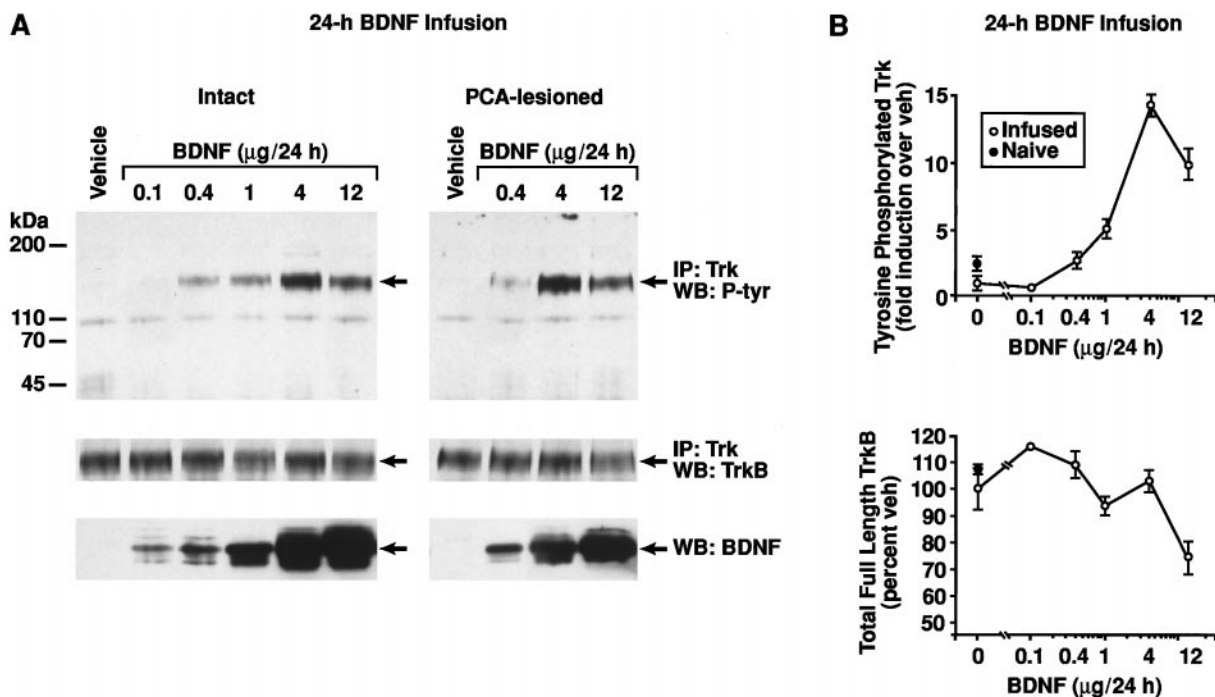 A
24-h BDNF Infusion
Intact
PCA-lesioned
Vehicle
BDNF (µg/24 h)
0.1 0.4 1 4 12
Vehicle
BDNF (µg/24 h)
0.4 4 12
kDa
200
110
70
45
IP: Trk
WB: P-tyr
IP: Trk
WB: TrkB
WB: BDNF
B
24-h BDNF Infusion
Tyrosine Phosphorylated Trk
(fold induction over veh)
15
10
5
0
Infused
Naive
0 0.1 0.4 1 4 12
BDNF (µg/24 h)
Total Full Length TrkB
(percent veh)
120
110
100
90
80
70
60
50
0 0.1 0.4 1 4 12
BDNF (µg/24 h)